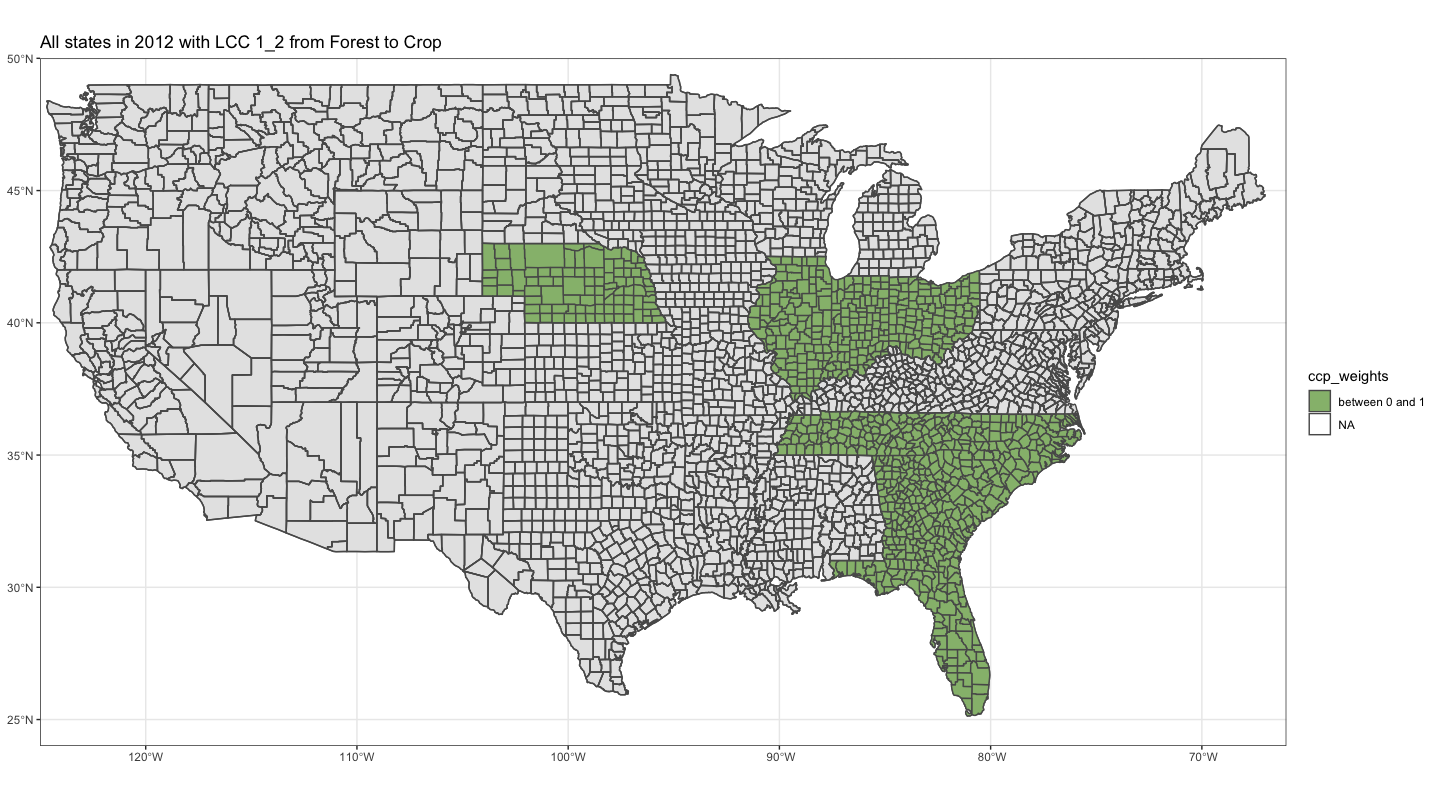 All states in 2012 with LCC 1_2 from Forest to Crop
50°N
45°N
40°N
35°N
30°N
25°N
120°W
110°W
100°W
90°W
80°W
70°W
ccp_weights
between 0 and 1
NA